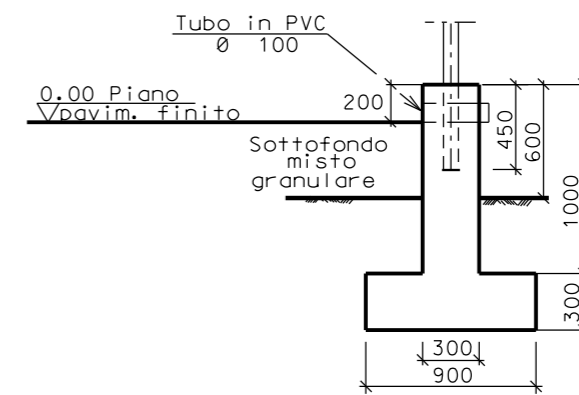 Tubo in PVC
Ø 100
0.00 Piano
pavim. finito
200
Sottofondo
misto
granulare
450
600
1000
300
300
900